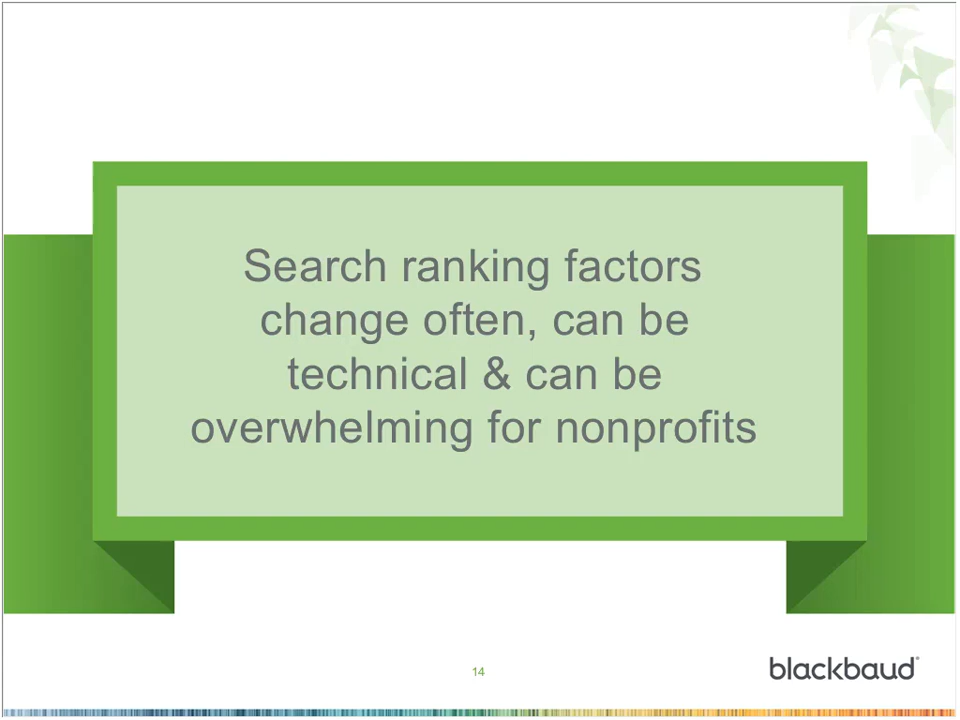 Search ranking factors
change often, can be
technical & can be
overwhelming for nonprofits
14
blackbaud®